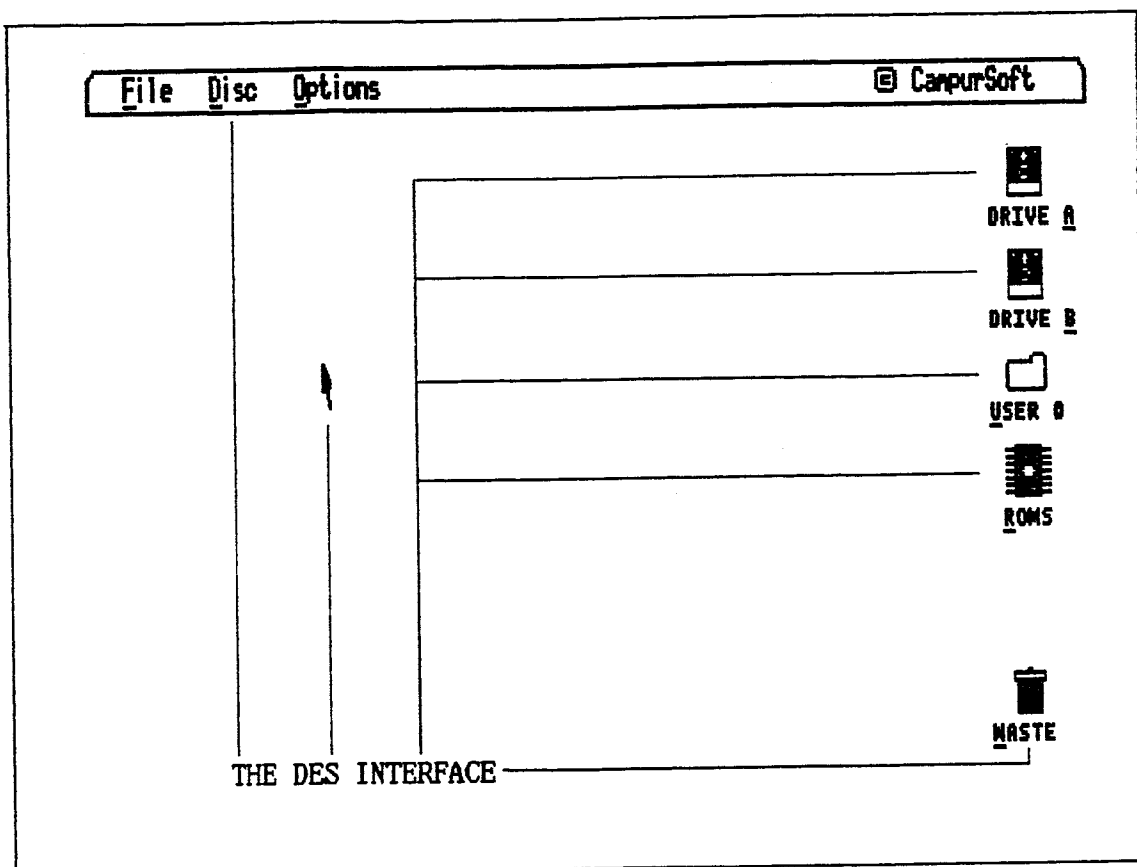 File Disc Options © CampurSoft
DRIVE A
DRIVE B
USER 0
ROMS
WASTE
THE DES INTERFACE